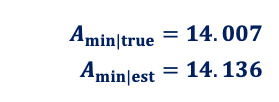 A_min|true = 14.007
A_min|est = 14.136